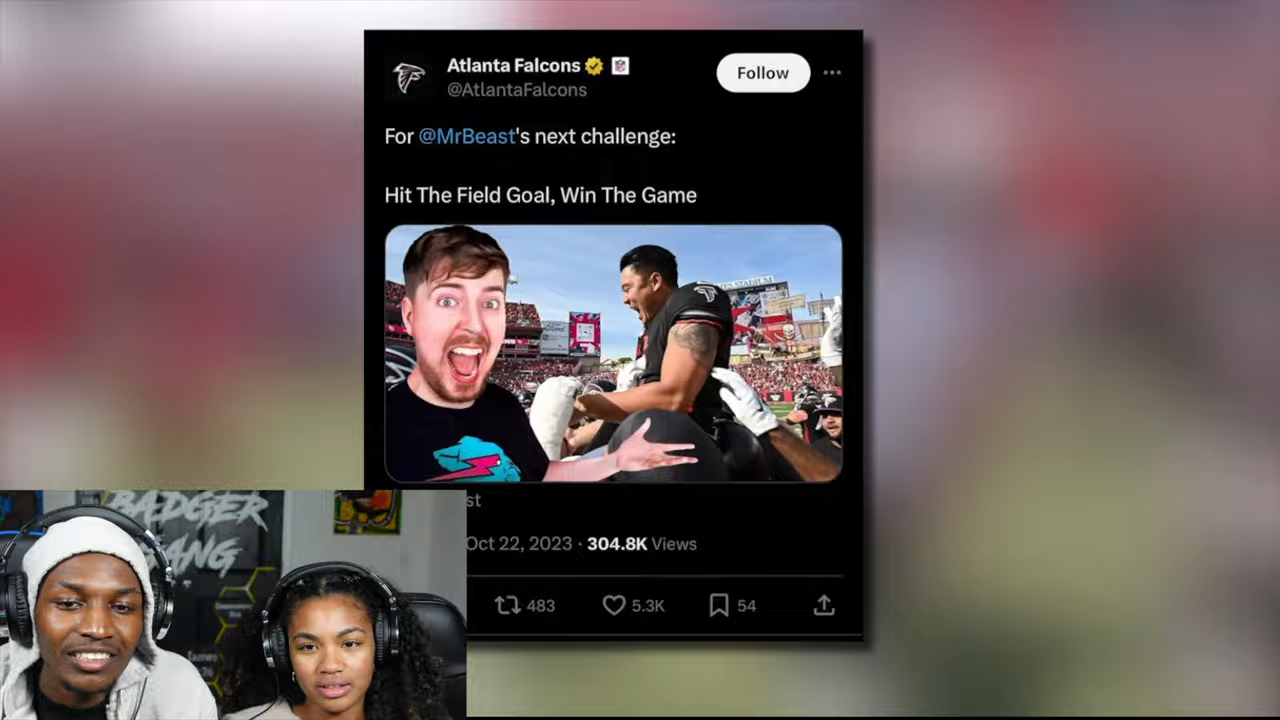 Atlanta Falcons
Follow
@AtlantaFalcons
For @MrBeast's next challenge:
Hit The Field Goal, Win The Game
st
Oct 22, 2023 · 304.8K Views
483
5.3K
54
BADGER
GANG